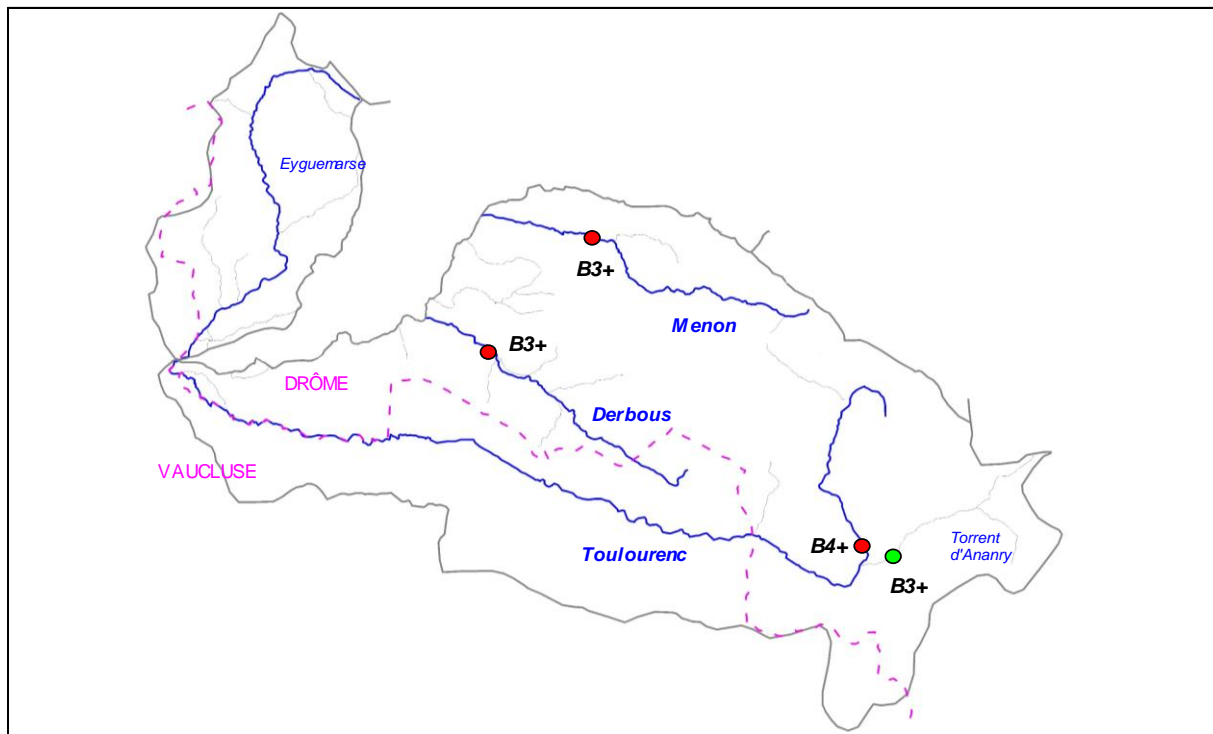 Eyguemarse
B3+
Menon
B3+
DRÔME
Derbous
VAUCLUSE
Toulourenc
B4+
Torrent
d'Ananry
B3+